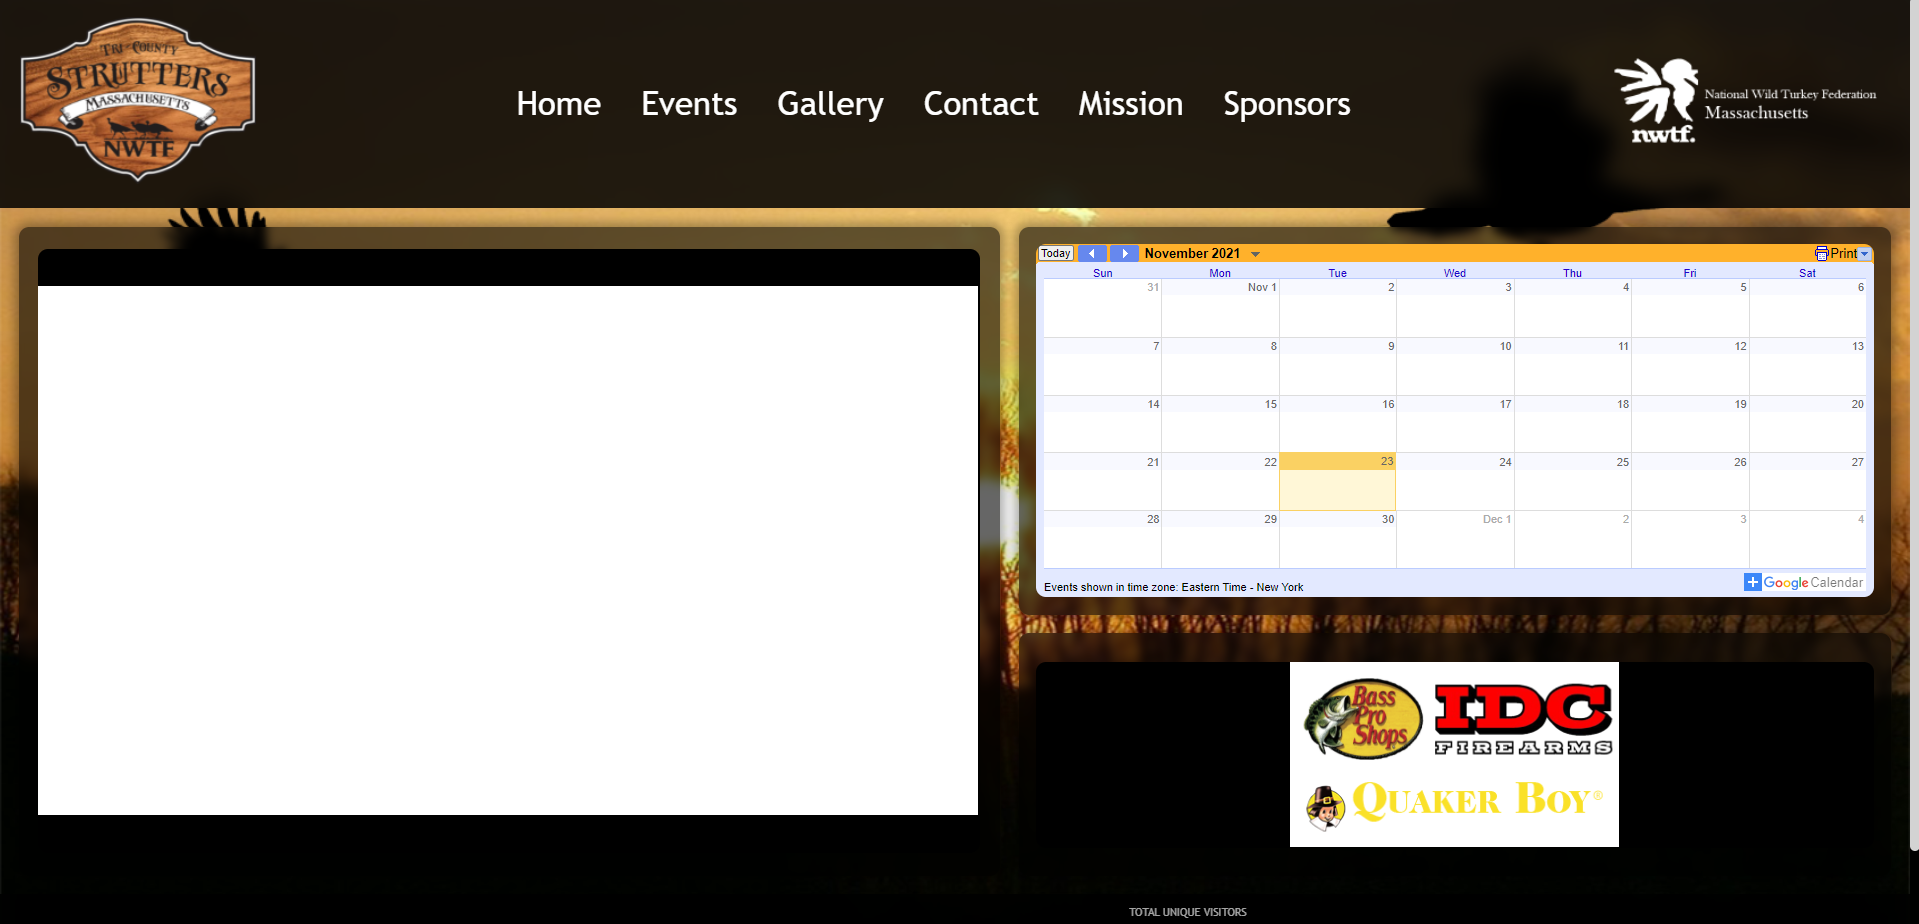 TRI COUNTY
STRUTTERS
MASSACHUSETTS
NWTF
Home Events Gallery Contact Mission Sponsors
nwtf.
National Wild Turkey Federation
Massachusetts
Today November 2021 Print
Sun Mon Tue Wed Thu Fri Sat
31 Nov 1 2 3 4 5 6
7 8 9 10 11 12 13
14 15 16 17 18 19 20
21 22 23 24 25 26 27
28 29 30 Dec 1 2 3 4
Events shown in time zone: Eastern Time - New York
Google Calendar
Bass
Pro
Shops
IDC
FIREARMS
QUAKER BOY®
TOTAL UNIQUE VISITORS